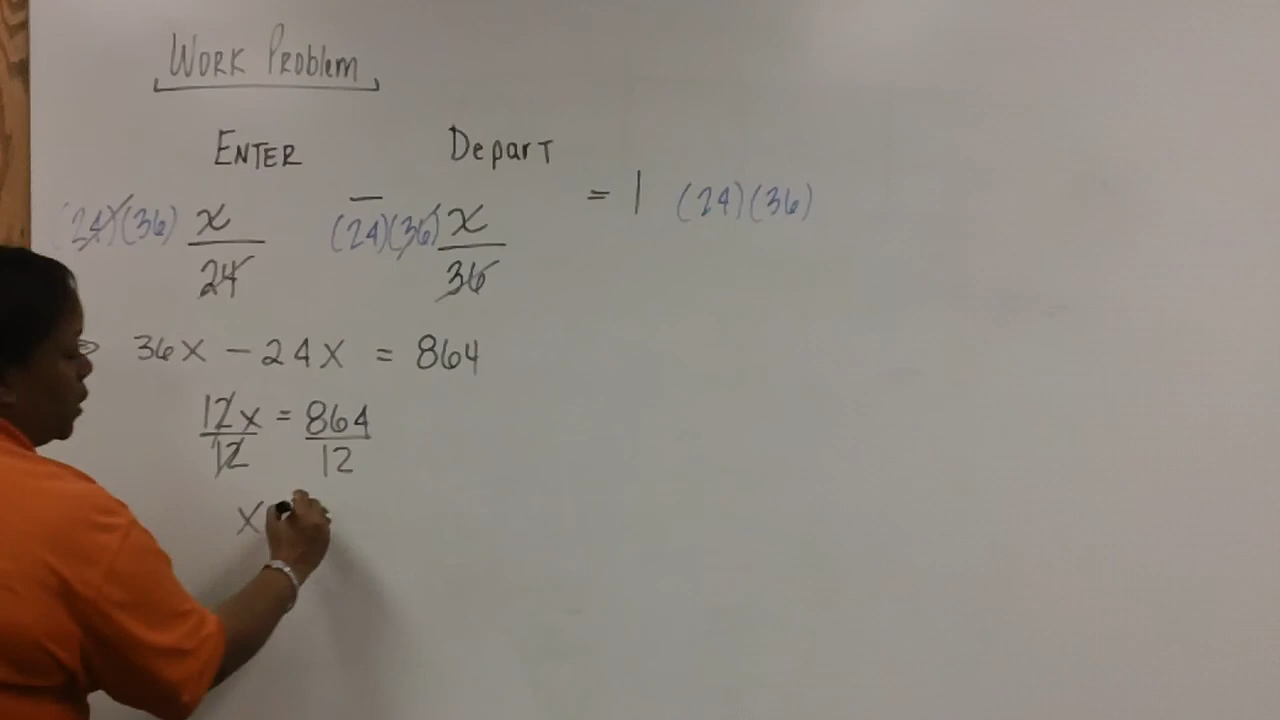 Work Problem
ENTER Depart
(24)(36) x/24 — (24)(36) x/36 = 1 (24)(36)
36x - 24x = 864
12x/12 = 864/12
x